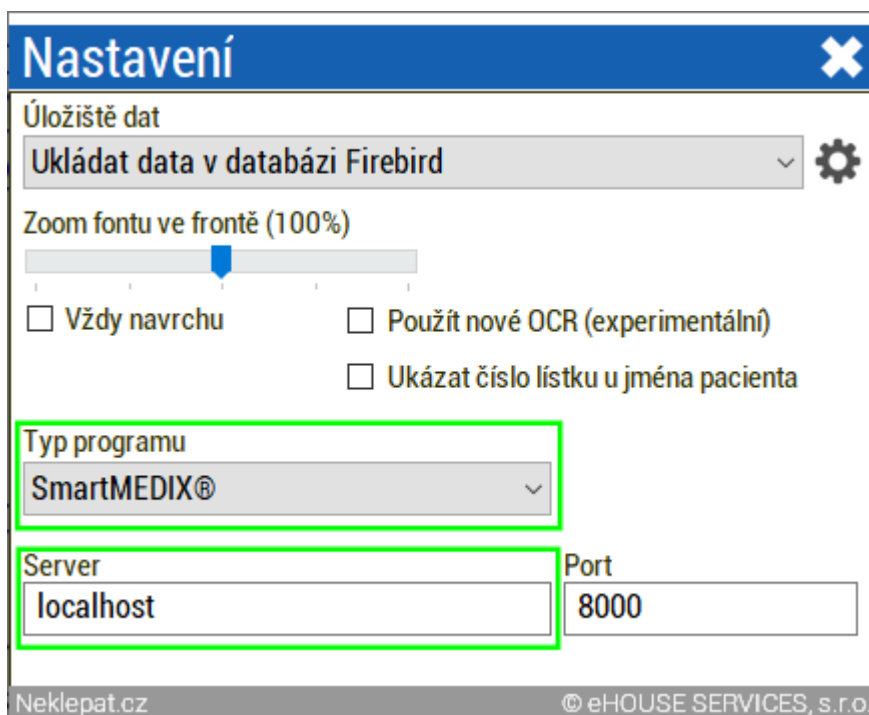 Nastavení
Úložiště dat
Ukládat data v databázi Firebird
Zoom fontu ve frontě (100%)
Vždy navrchu
Použít nové OCR (experimentální)
Ukázat číslo lístku u jména pacienta
Typ programu
SmartMEDIX®
Server Port
localhost 8000
Neklepat.cz © eHOUSE SERVICES, s.r.o.